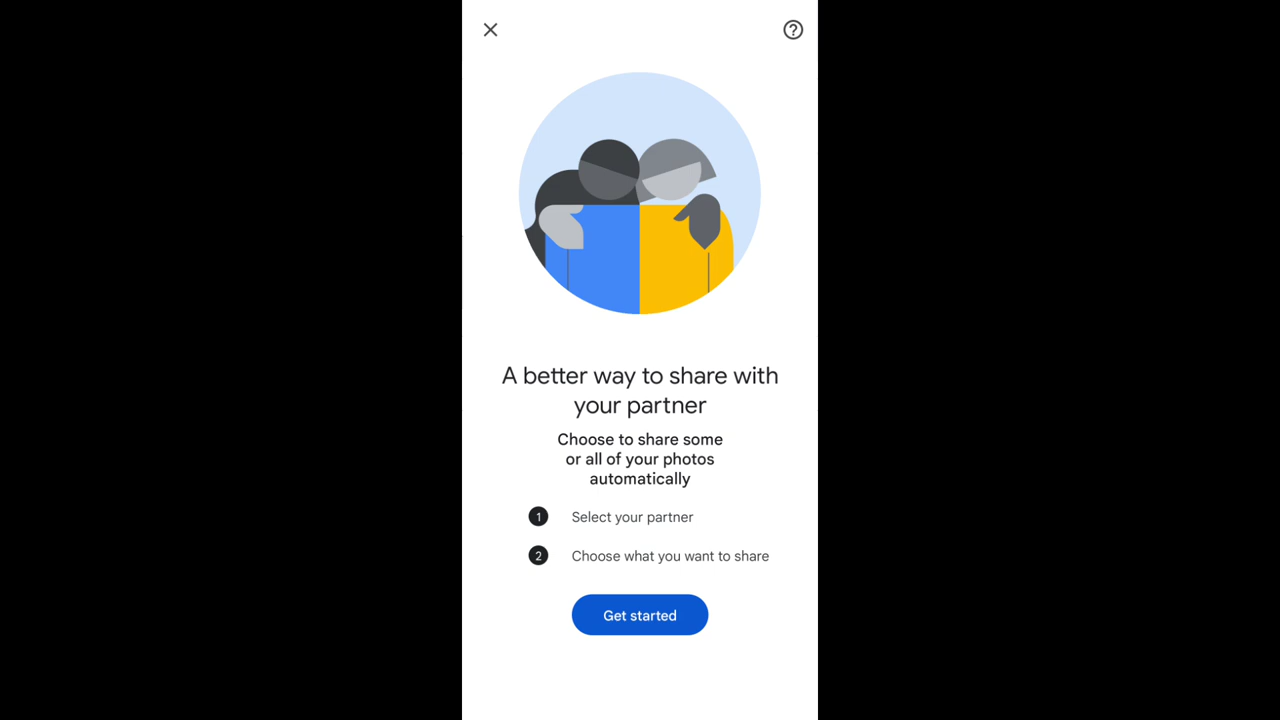 A better way to share with
your partner
Choose to share some
or all of your photos
automatically
1 Select your partner
2 Choose what you want to share
Get started